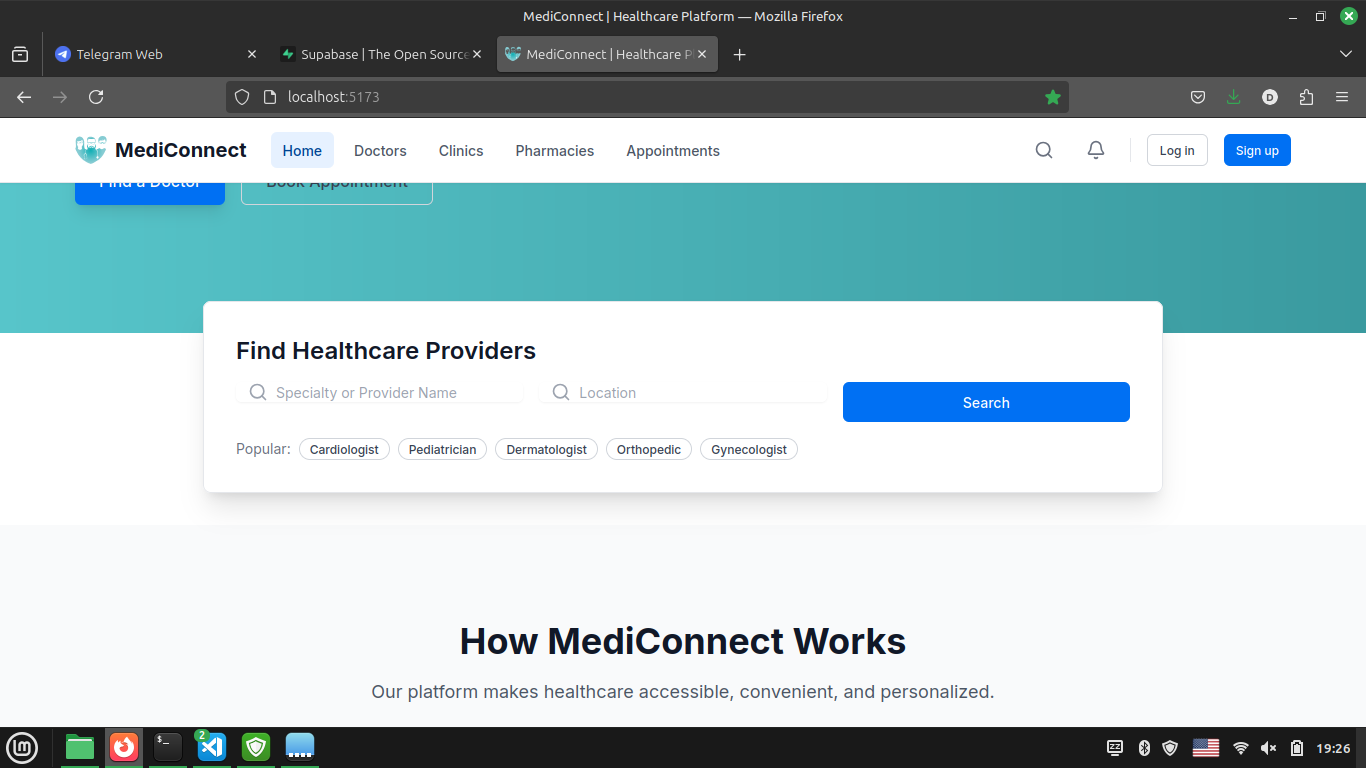 MediConnect | Healthcare Platform — Mozilla Firefox
Telegram Web
Supabase | The Open Source
MediConnect | Healthcare Pl
localhost:5173
D
MediConnect
Home
Doctors
Clinics
Pharmacies
Appointments
Log in
Sign up
Find a Doctor
Book Appointment
Find Healthcare Providers
Specialty or Provider Name
Location
Search
Popular:
Cardiologist
Pediatrician
Dermatologist
Orthopedic
Gynecologist
How MediConnect Works
Our platform makes healthcare accessible, convenient, and personalized.
$_
2
zz
19:26